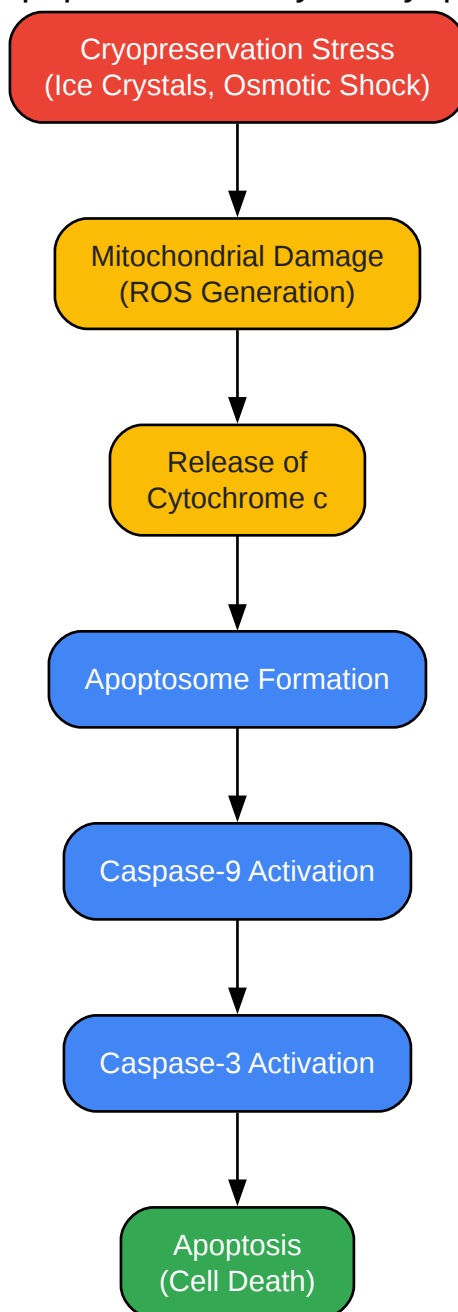 Cryopreservation Stress
(Ice Crystals, Osmotic Shock)
Mitochondrial Damage
(ROS Generation)
Release of
Cytochrome c
Apoptosome Formation
Caspase-9 Activation
Caspase-3 Activation
Apoptosis
(Cell Death)